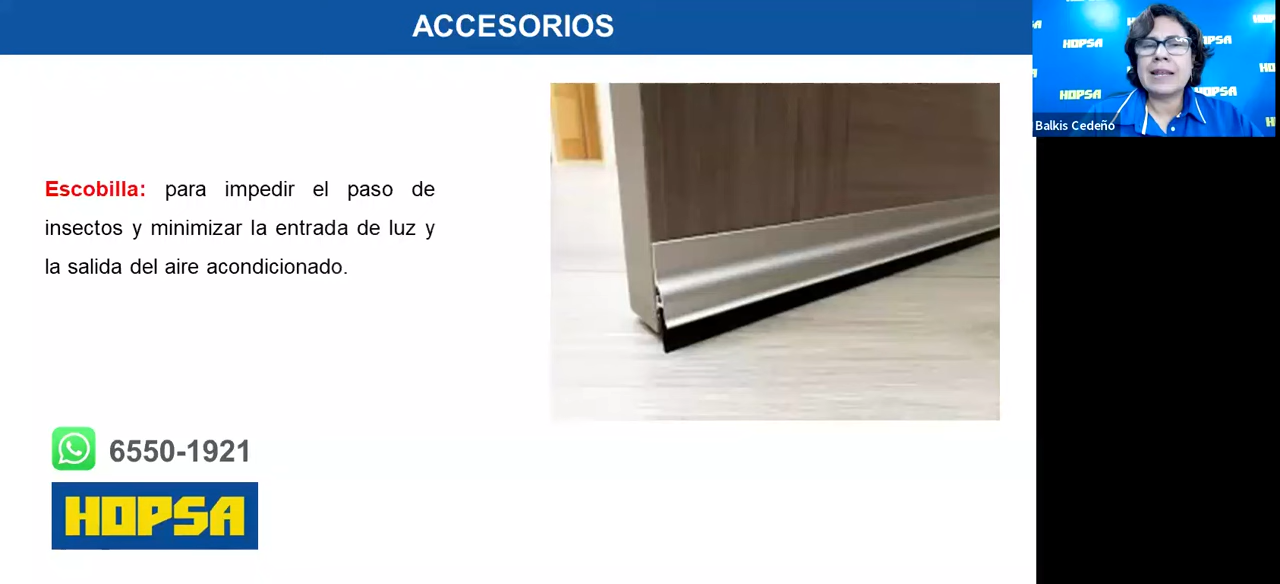 ACCESORIOS
Escobilla: para impedir el paso de
insectos y minimizar la entrada de luz y
la salida del aire acondicionado.
6550-1921
HOPSA
HOPSA
HOPSA
HOPSA
Balkis Cedeño